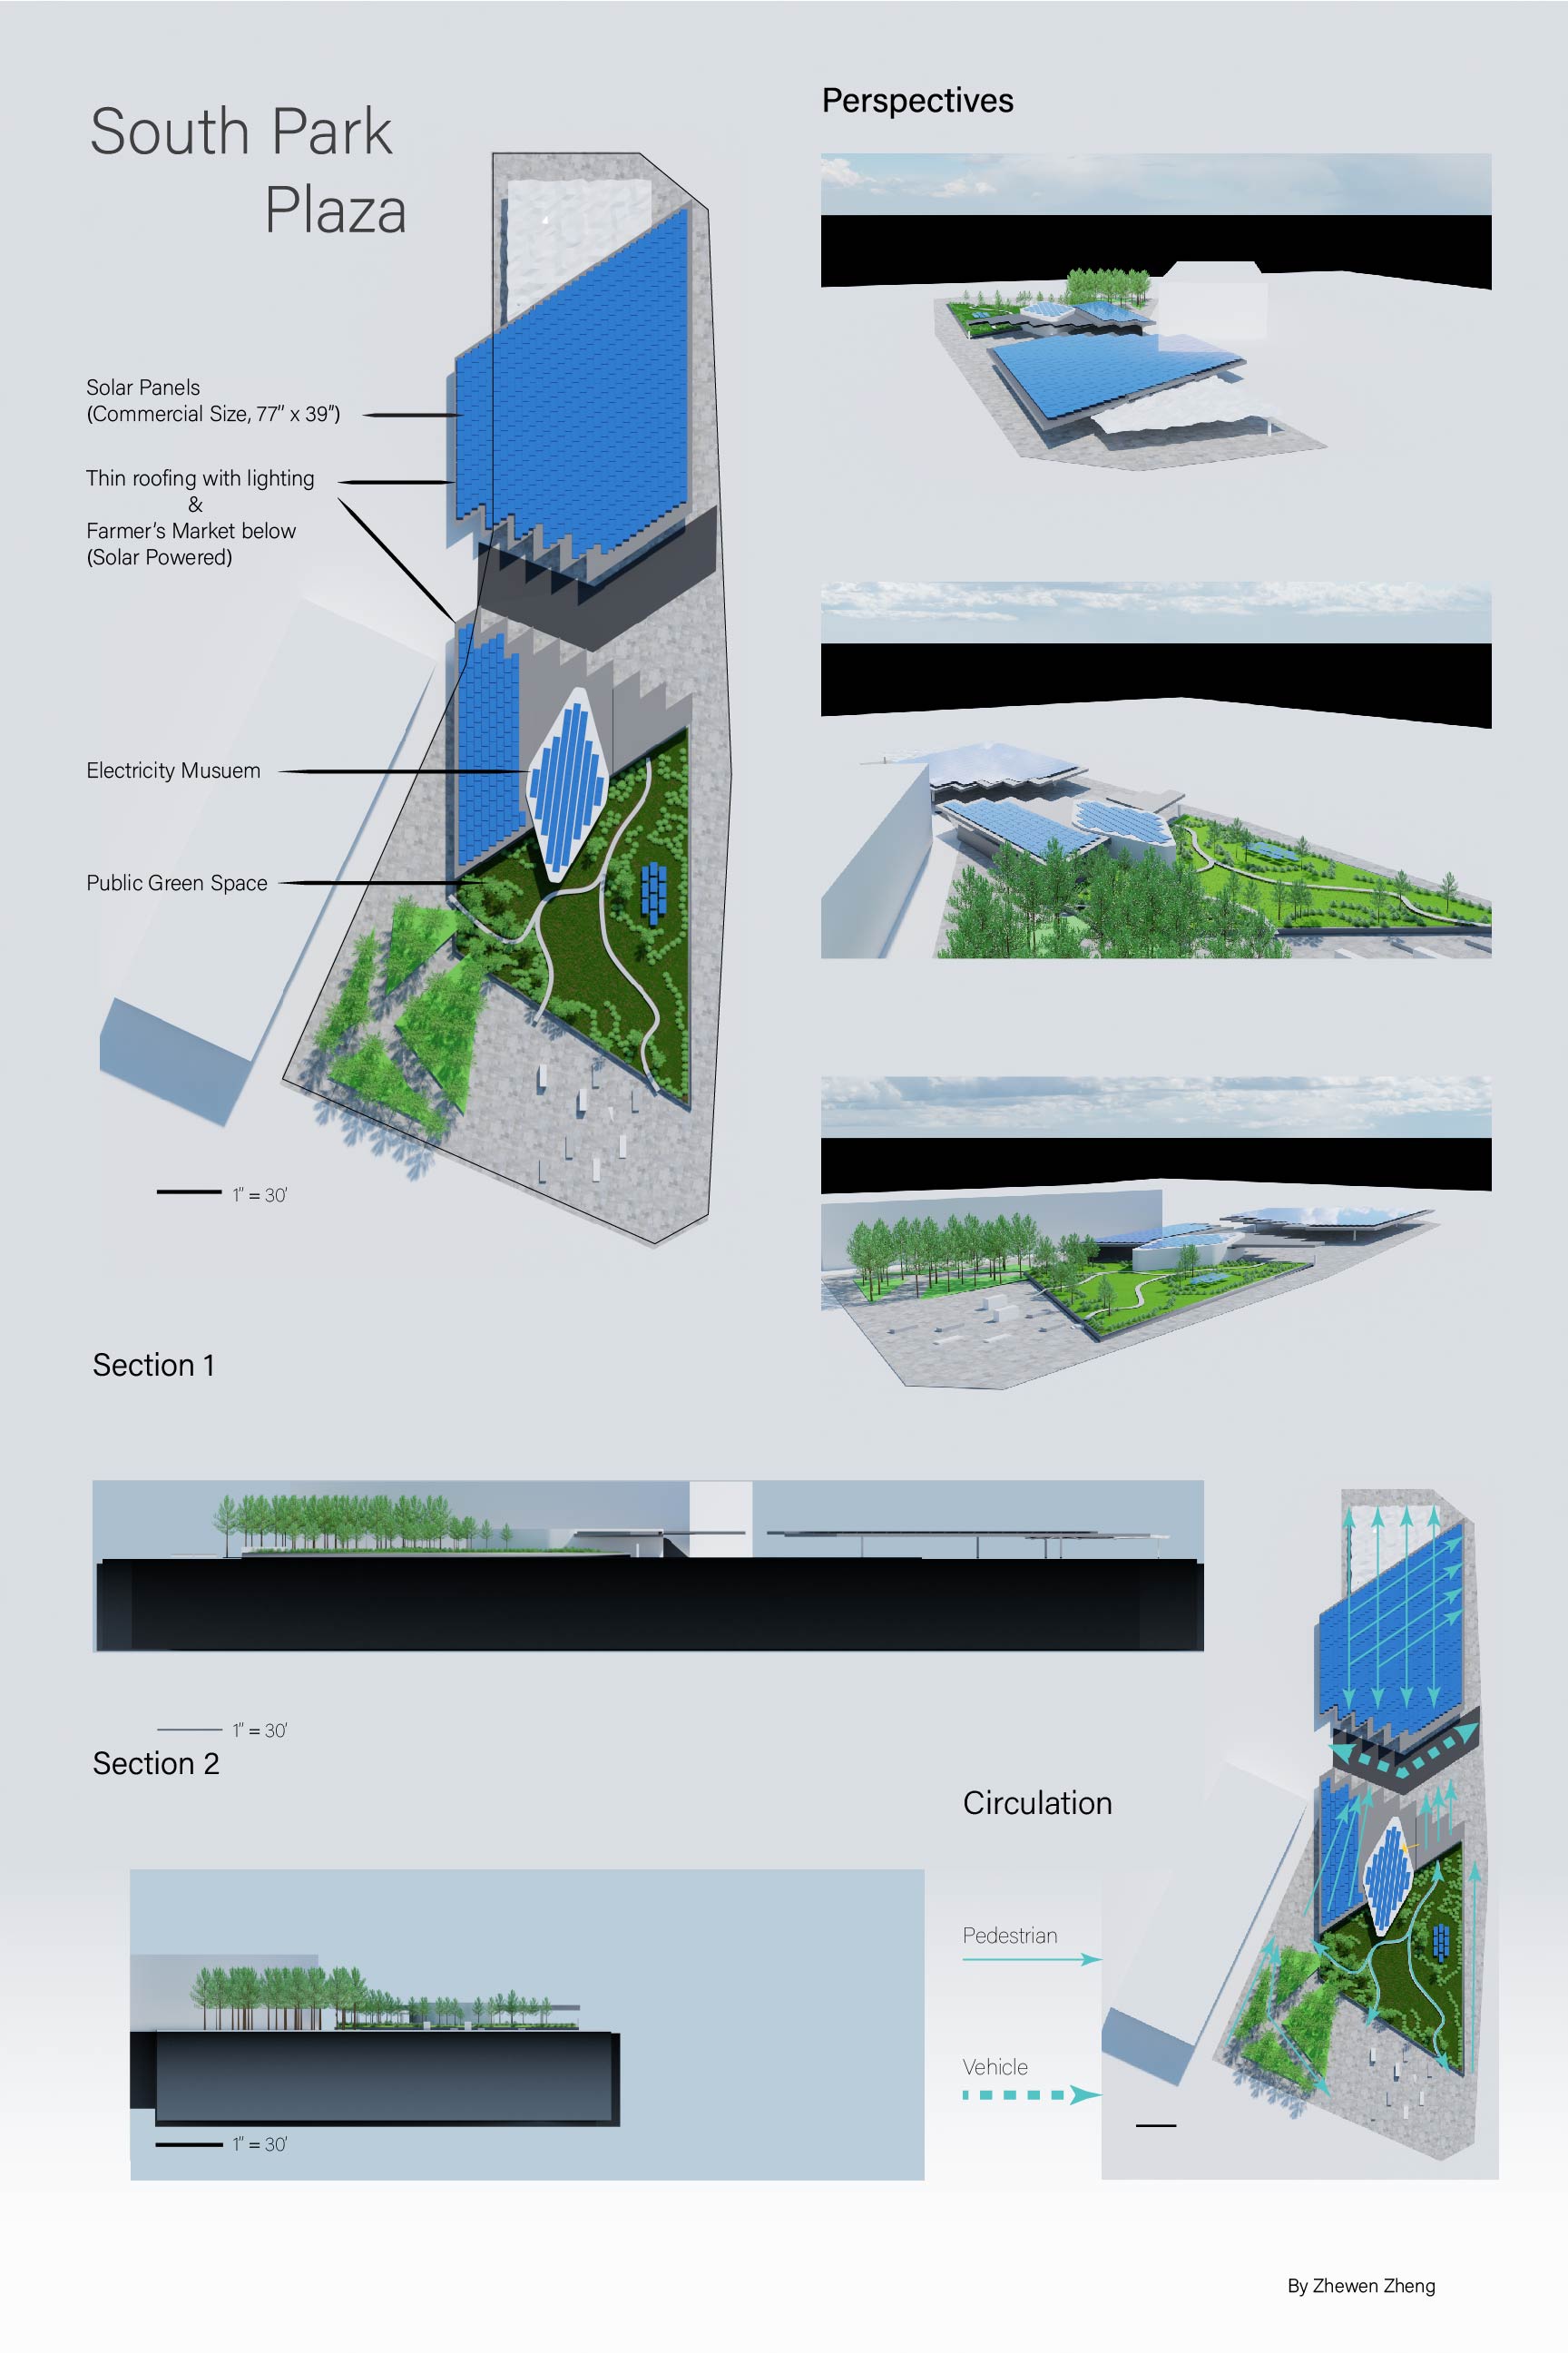 South Park
Plaza
Perspectives
Solar Panels
(Commercial Size, 77" x 39")
Thin roofing with lighting
&
Farmer's Market below
(Solar Powered)
Electricity Musuem
Public Green Space
1" = 30'
Section 1
1" = 30'
Section 2
Circulation
Pedestrian
Vehicle
1" = 30'
By Zhewen Zheng